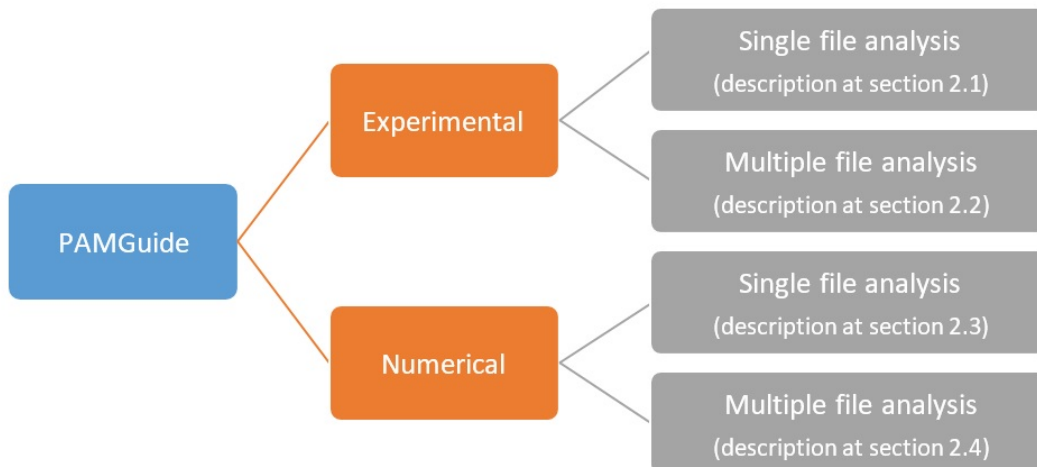 PAMGuide
Experimental
Single file analysis
(description at section 2.1)
Multiple file analysis
(description at section 2.2)
Numerical
Single file analysis
(description at section 2.3)
Multiple file analysis
(description at section 2.4)